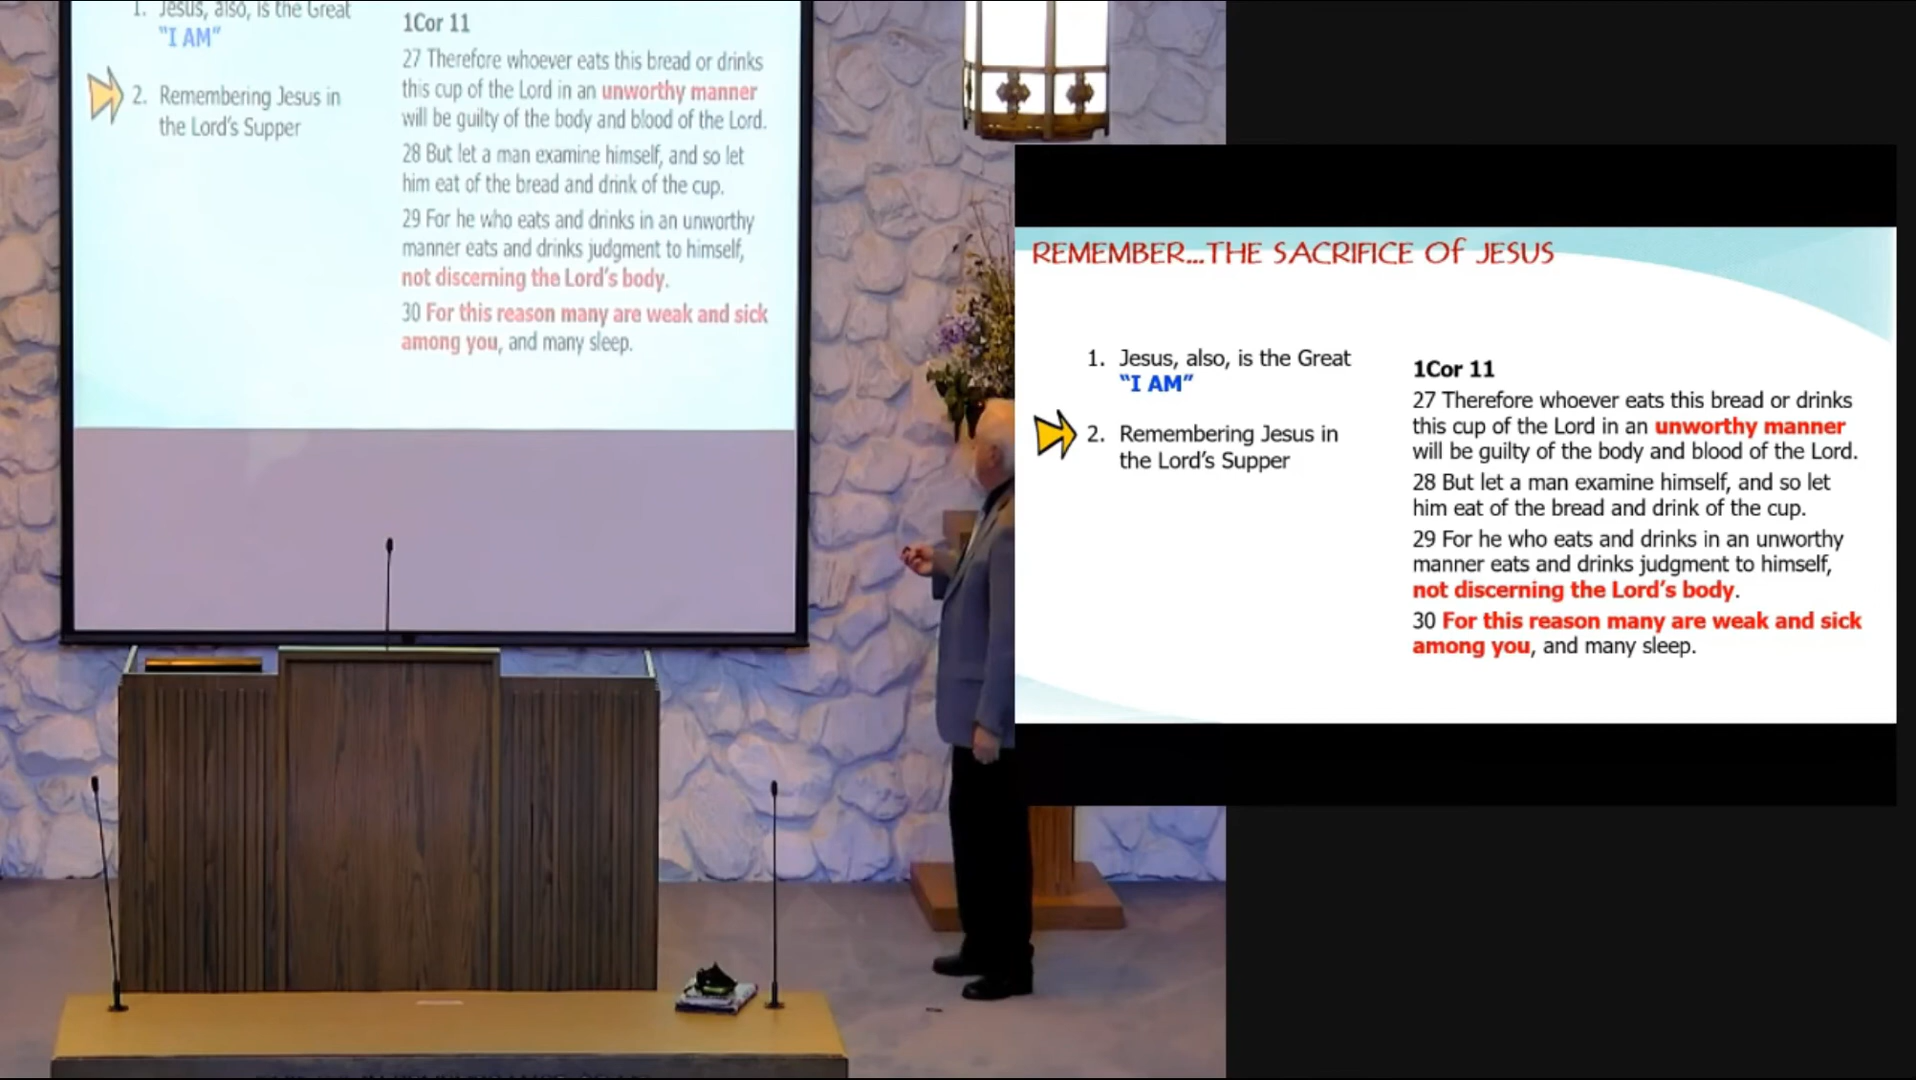 1. Jesus, also, is the Great
"I AM"
2. Remembering Jesus in
the Lord's Supper
1Cor 11
27 Therefore whoever eats this bread or drinks
this cup of the Lord in an unworthy manner
will be guilty of the body and blood of the Lord.
28 But let a man examine himself, and so let
him eat of the bread and drink of the cup.
29 For he who eats and drinks in an unworthy
manner eats and drinks judgment to himself,
not discerning the Lord's body.
30 For this reason many are weak and sick
among you, and many sleep.
REMEMBER...THE SACRIFICE Of JESUS
1. Jesus, also, is the Great
"I AM"
2. Remembering Jesus in
the Lord's Supper
1Cor 11
27 Therefore whoever eats this bread or drinks
this cup of the Lord in an unworthy manner
will be guilty of the body and blood of the Lord.
28 But let a man examine himself, and so let
him eat of the bread and drink of the cup.
29 For he who eats and drinks in an unworthy
manner eats and drinks judgment to himself,
not discerning the Lord's body.
30 For this reason many are weak and sick
among you, and many sleep.